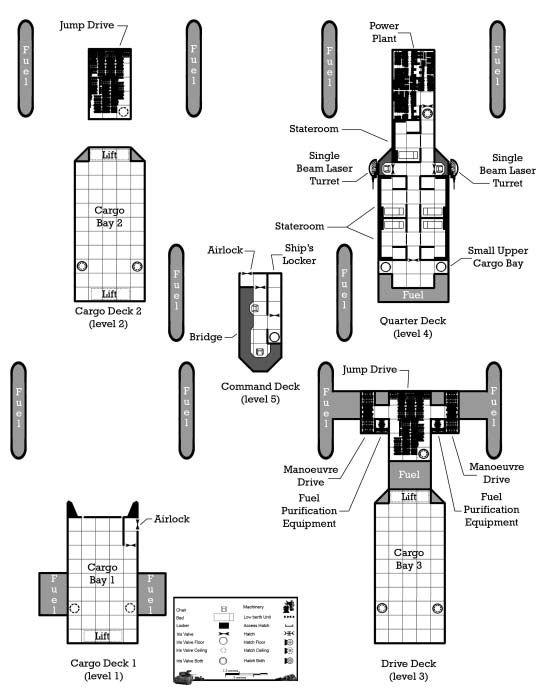 Jump Drive
Fuel
Fuel
Lift
Cargo
Bay 2
Lift
Cargo Deck 2
(level 2)
Power
Plant
Fuel
Fuel
Stateroom
Single
Beam Laser
Turret
Single
Beam Laser
Turret
Stateroom
Small Upper
Cargo Bay
Fuel
Quarter Deck
(level 4)
Fuel
Fuel
Airlock
Ship's
Locker
Bridge
Command Deck
(level 5)
Fuel
Fuel
Airlock
Cargo
Bay 1
Fuel
Fuel
Lift
Cargo Deck 1
(level 1)
Jump Drive
Fuel
Fuel
Manoeuvre
Drive
Manoeuvre
Drive
Fuel
Fuel
Purification
Equipment
Fuel
Purification
Equipment
Lift
Cargo
Bay 3
Drive Deck
(level 3)
Chair
Bed
Locker
Iris Valve
Iris Valve Floor
Iris Valve Ceiling
Iris Valve Both
Machinery
Low berth Unit
Access Hatch
Hatch
Hatch Floor
Hatch Ceiling
Hatch Both